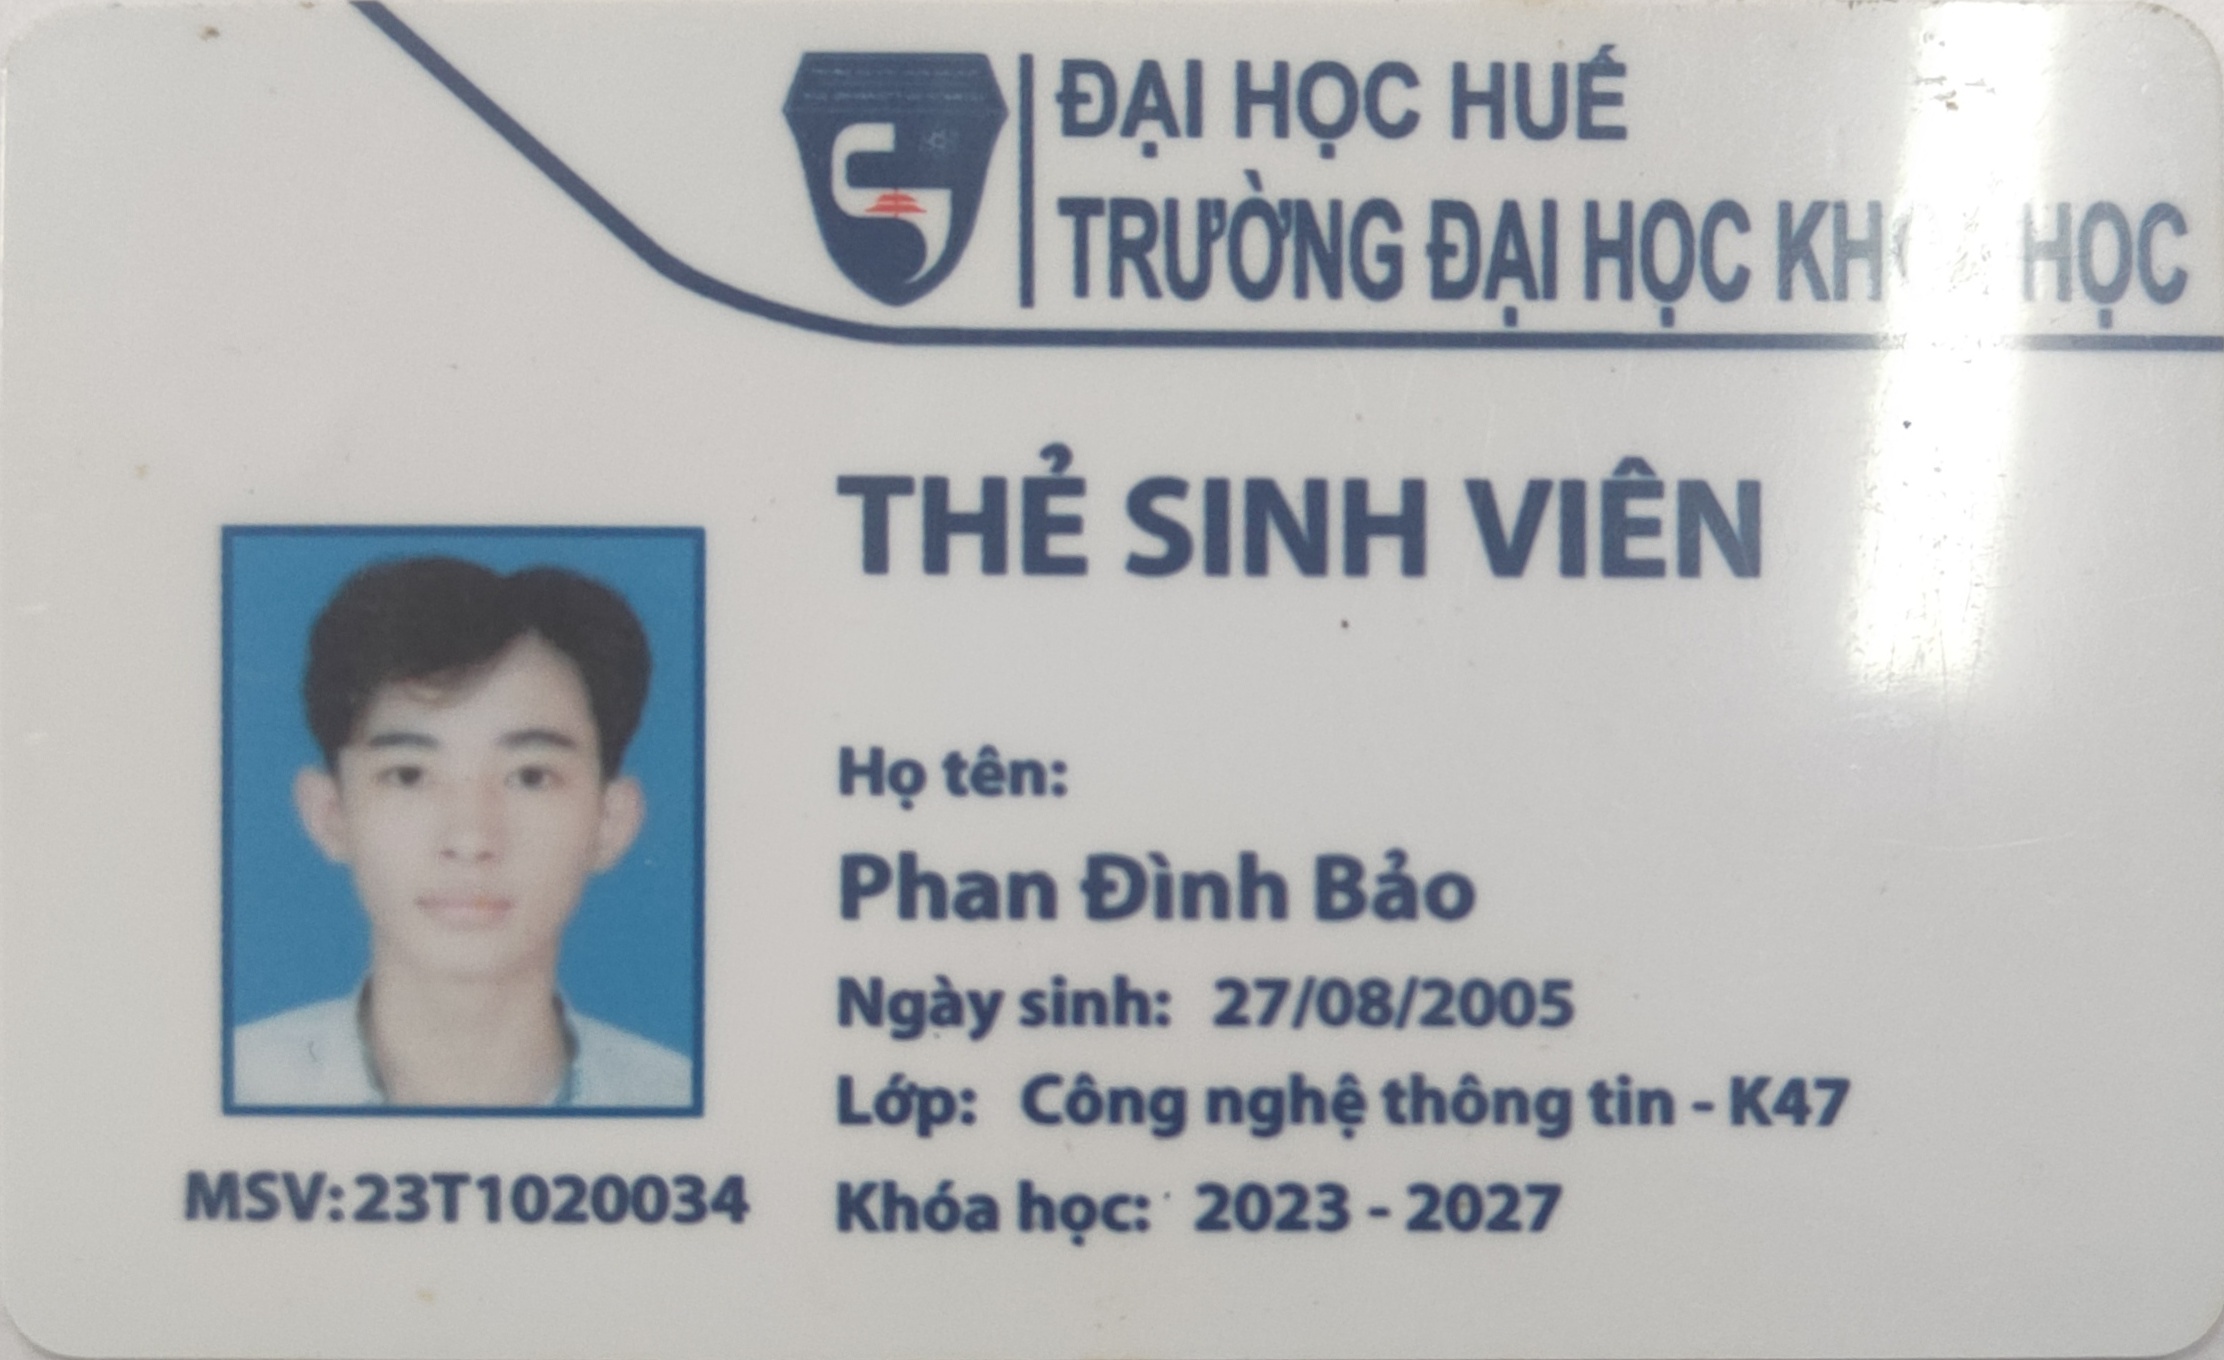 ĐẠI HỌC HUẾ
TRƯỜNG ĐẠI HỌC KH HỌC
THẺ SINH VIÊN
Họ tên:
Phan Đình Bảo
Ngày sinh: 27/08/2005
Lớp: Công nghệ thông tin - K47
Khóa học: 2023 - 2027
MSV:23T1020034